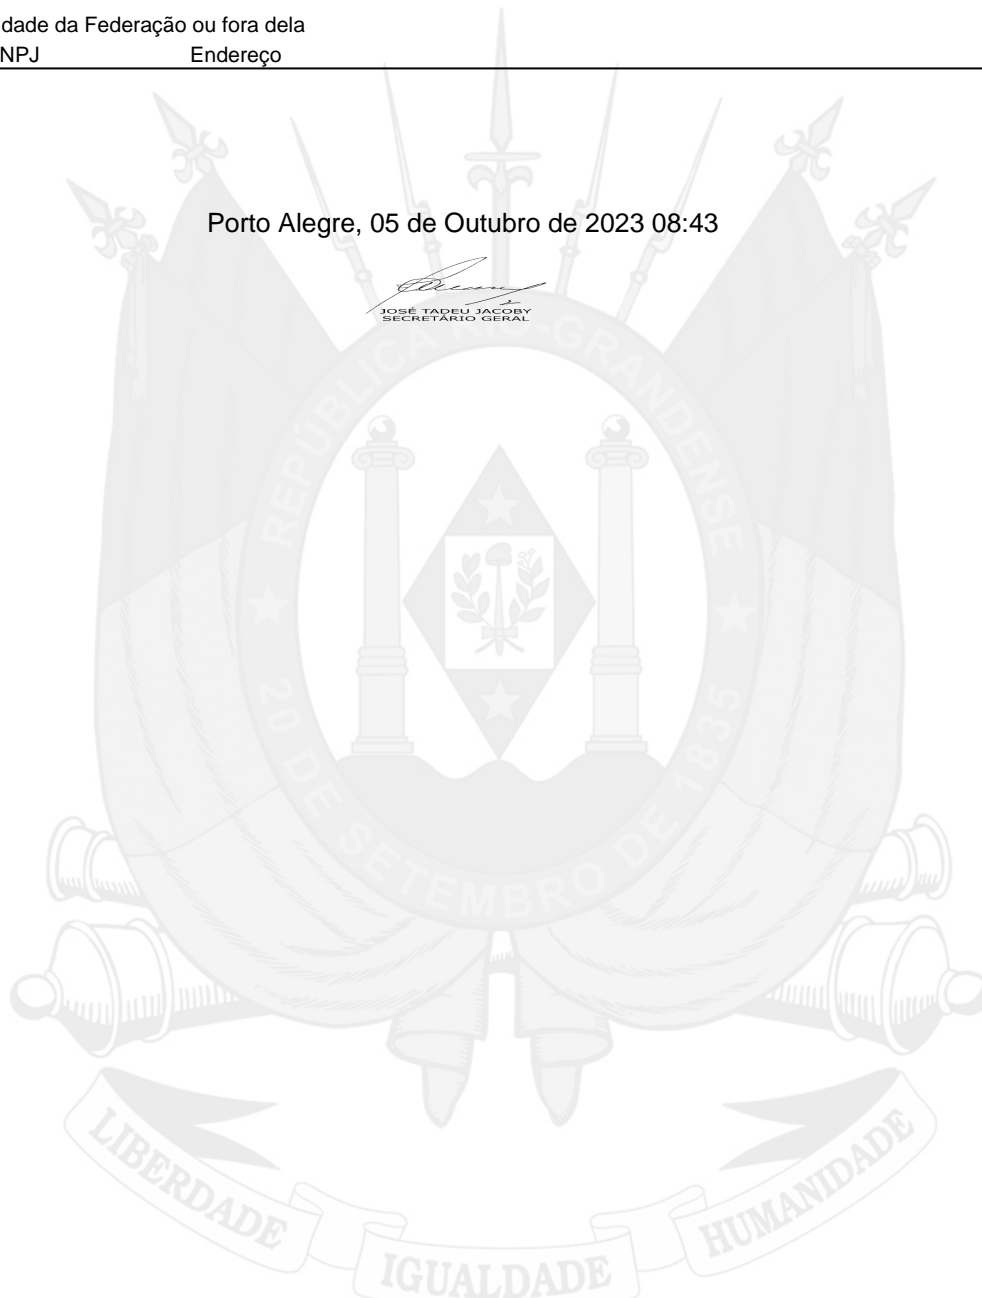 dade da Federação ou fora dela
NPJ Endereço
Porto Alegre, 05 de Outubro de 2023 08:43
JOSÉ TADEU JACOBY
SECRETÁRIO GERAL
REPÚBLICA RIO-GRANDENSE
20 DE SETEMBRO DE 1835
LIBERDADE
IGUALDADE
HUMANIDADE